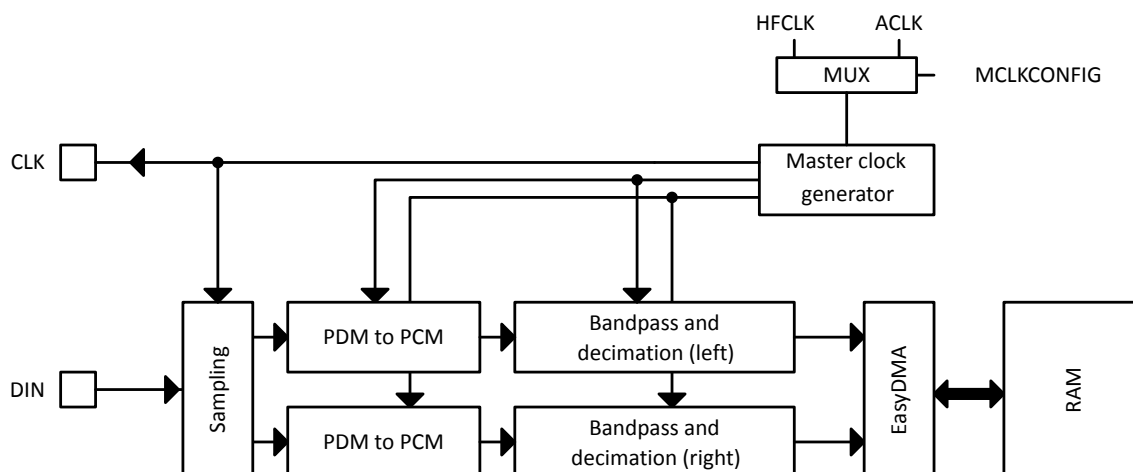 HFCLK
ACLK
MUX
MCLKCONFIG
CLK
Master clock
generator
Sampling
PDM to PCM
Bandpass and
decimation (left)
EasyDMA
RAM
DIN
PDM to PCM
Bandpass and
decimation (right)